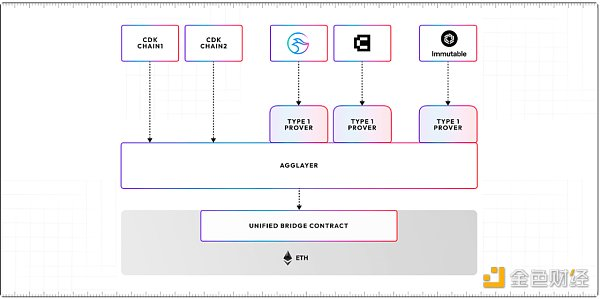 CDK
CHAIN1
CDK
CHAIN2
Immutable
TYPE 1
PROVER
TYPE 1
PROVER
TYPE 1
PROVER
AGGLAYER
UNIFIED BRIDGE CONTRACT
ETH
金色财经